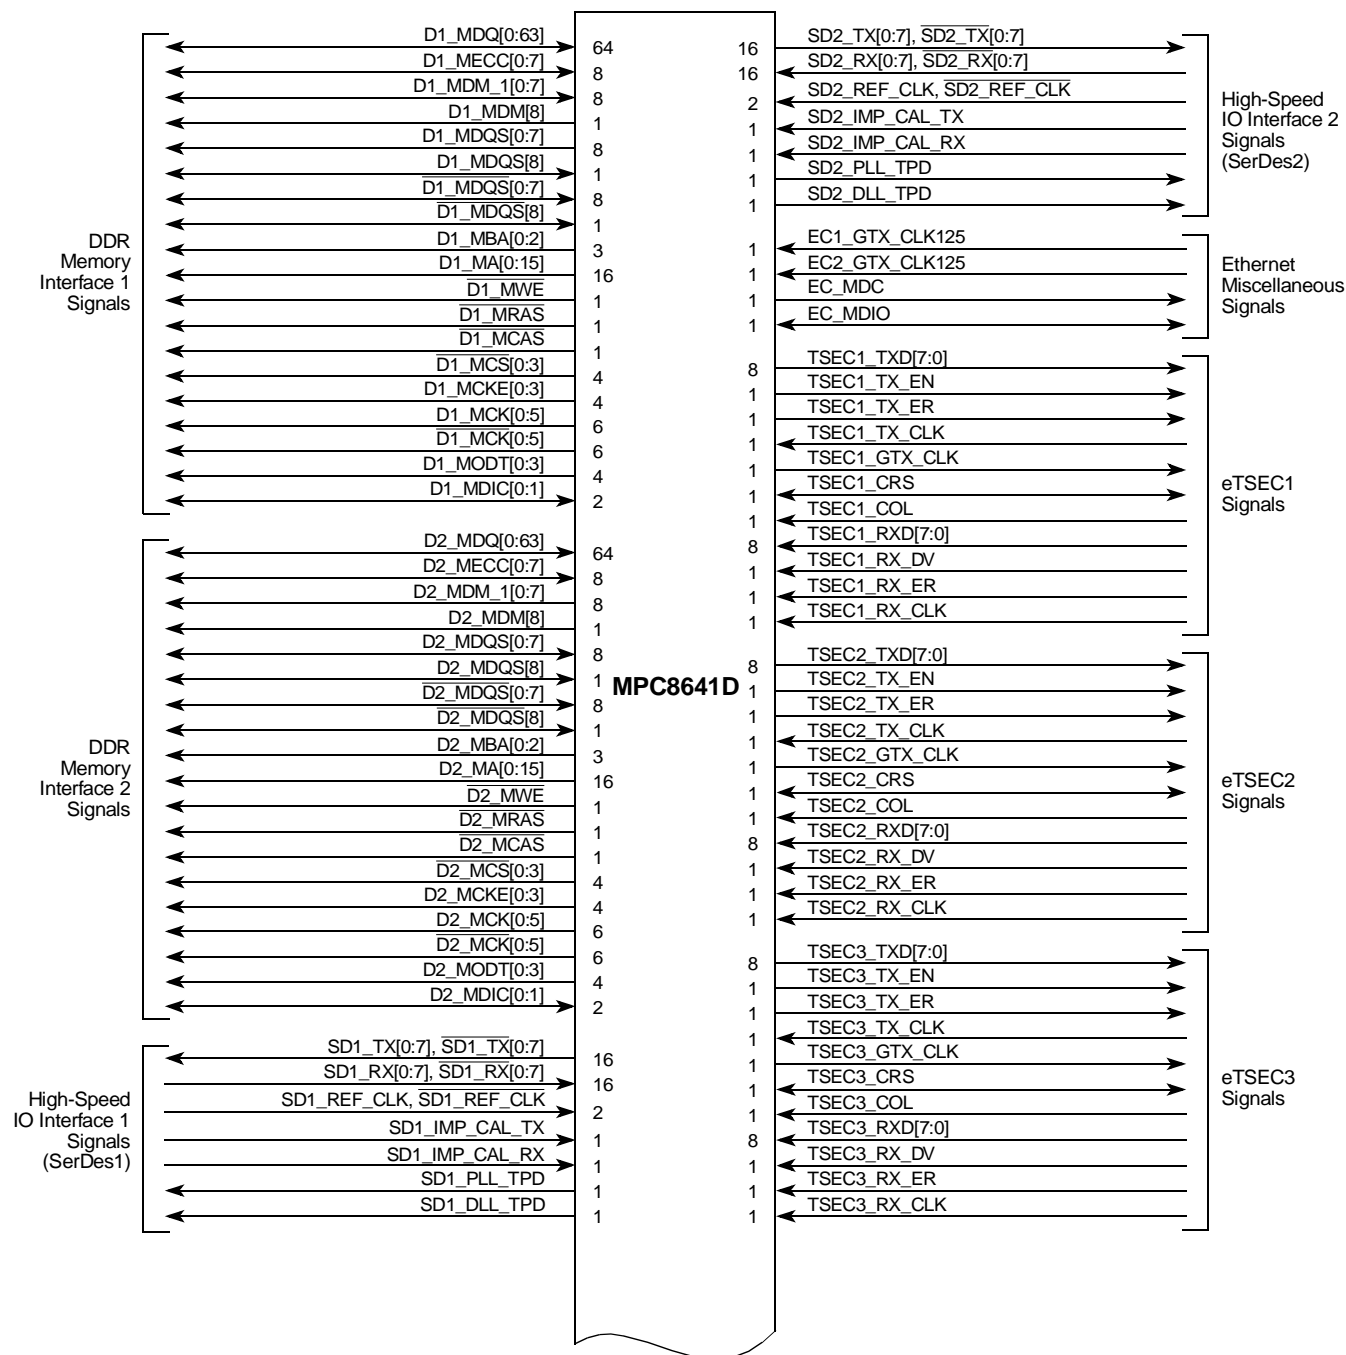 DDR
Memory
Interface 1
Signals
D1_MDQ[0:63] 64
D1_MECC[0:7] 8
D1_MDM_1[0:7] 8
D1_MDM[8] 1
D1_MDQS[0:7] 8
D1_MDQS[8] 1
D1_MDQS[0:7] 8
D1_MDQS[8] 1
D1_MBA[0:2] 3
D1_MA[0:15] 16
D1_MWE 1
D1_MRAS 1
D1_MCAS 1
D1_MCS[0:3] 4
D1_MCKE[0:3] 4
D1_MCK[0:5] 6
D1_MCK[0:5] 6
D1_MODT[0:3] 4
D1_MDIC[0:1] 2
DDR
Memory
Interface 2
Signals
D2_MDQ[0:63] 64
D2_MECC[0:7] 8
D2_MDM_1[0:7] 8
D2_MDM[8] 1
D2_MDQS[0:7] 8
D2_MDQS[8] 1
D2_MDQS[0:7] 8
D2_MDQS[8] 1
D2_MBA[0:2] 3
D2_MA[0:15] 16
D2_MWE 1
D2_MRAS 1
D2_MCAS 1
D2_MCS[0:3] 4
D2_MCKE[0:3] 4
D2_MCK[0:5] 6
D2_MCK[0:5] 6
D2_MODT[0:3] 4
D2_MDIC[0:1] 2
High-Speed
IO Interface 1
Signals
(SerDes1)
SD1_TX[0:7], SD1_TX[0:7] 16
SD1_RX[0:7], SD1_RX[0:7] 16
SD1_REF_CLK, SD1_REF_CLK 2
SD1_IMP_CAL_TX 1
SD1_IMP_CAL_RX 1
SD1_PLL_TPD 1
SD1_DLL_TPD 1
MPC8641D
16 SD2_TX[0:7], SD2_TX[0:7]
16 SD2_RX[0:7], SD2_RX[0:7]
2 SD2_REF_CLK, SD2_REF_CLK
1 SD2_IMP_CAL_TX
1 SD2_IMP_CAL_RX
1 SD2_PLL_TPD
1 SD2_DLL_TPD
High-Speed
IO Interface 2
Signals
(SerDes2)
1 EC1_GTX_CLK125
1 EC2_GTX_CLK125
1 EC_MDC
1 EC_MDIO
Ethernet
Miscellaneous
Signals
8 TSEC1_TXD[7:0]
1 TSEC1_TX_EN
1 TSEC1_TX_ER
1 TSEC1_TX_CLK
1 TSEC1_GTX_CLK
1 TSEC1_CRS
1 TSEC1_COL
8 TSEC1_RXD[7:0]
1 TSEC1_RX_DV
1 TSEC1_RX_ER
1 TSEC1_RX_CLK
eTSEC1
Signals
8 TSEC2_TXD[7:0]
1 TSEC2_TX_EN
1 TSEC2_TX_ER
1 TSEC2_TX_CLK
1 TSEC2_GTX_CLK
1 TSEC2_CRS
1 TSEC2_COL
8 TSEC2_RXD[7:0]
1 TSEC2_RX_DV
1 TSEC2_RX_ER
1 TSEC2_RX_CLK
eTSEC2
Signals
8 TSEC3_TXD[7:0]
1 TSEC3_TX_EN
1 TSEC3_TX_ER
1 TSEC3_TX_CLK
1 TSEC3_GTX_CLK
1 TSEC3_CRS
1 TSEC3_COL
8 TSEC3_RXD[7:0]
1 TSEC3_RX_DV
1 TSEC3_RX_ER
1 TSEC3_RX_CLK
eTSEC3
Signals